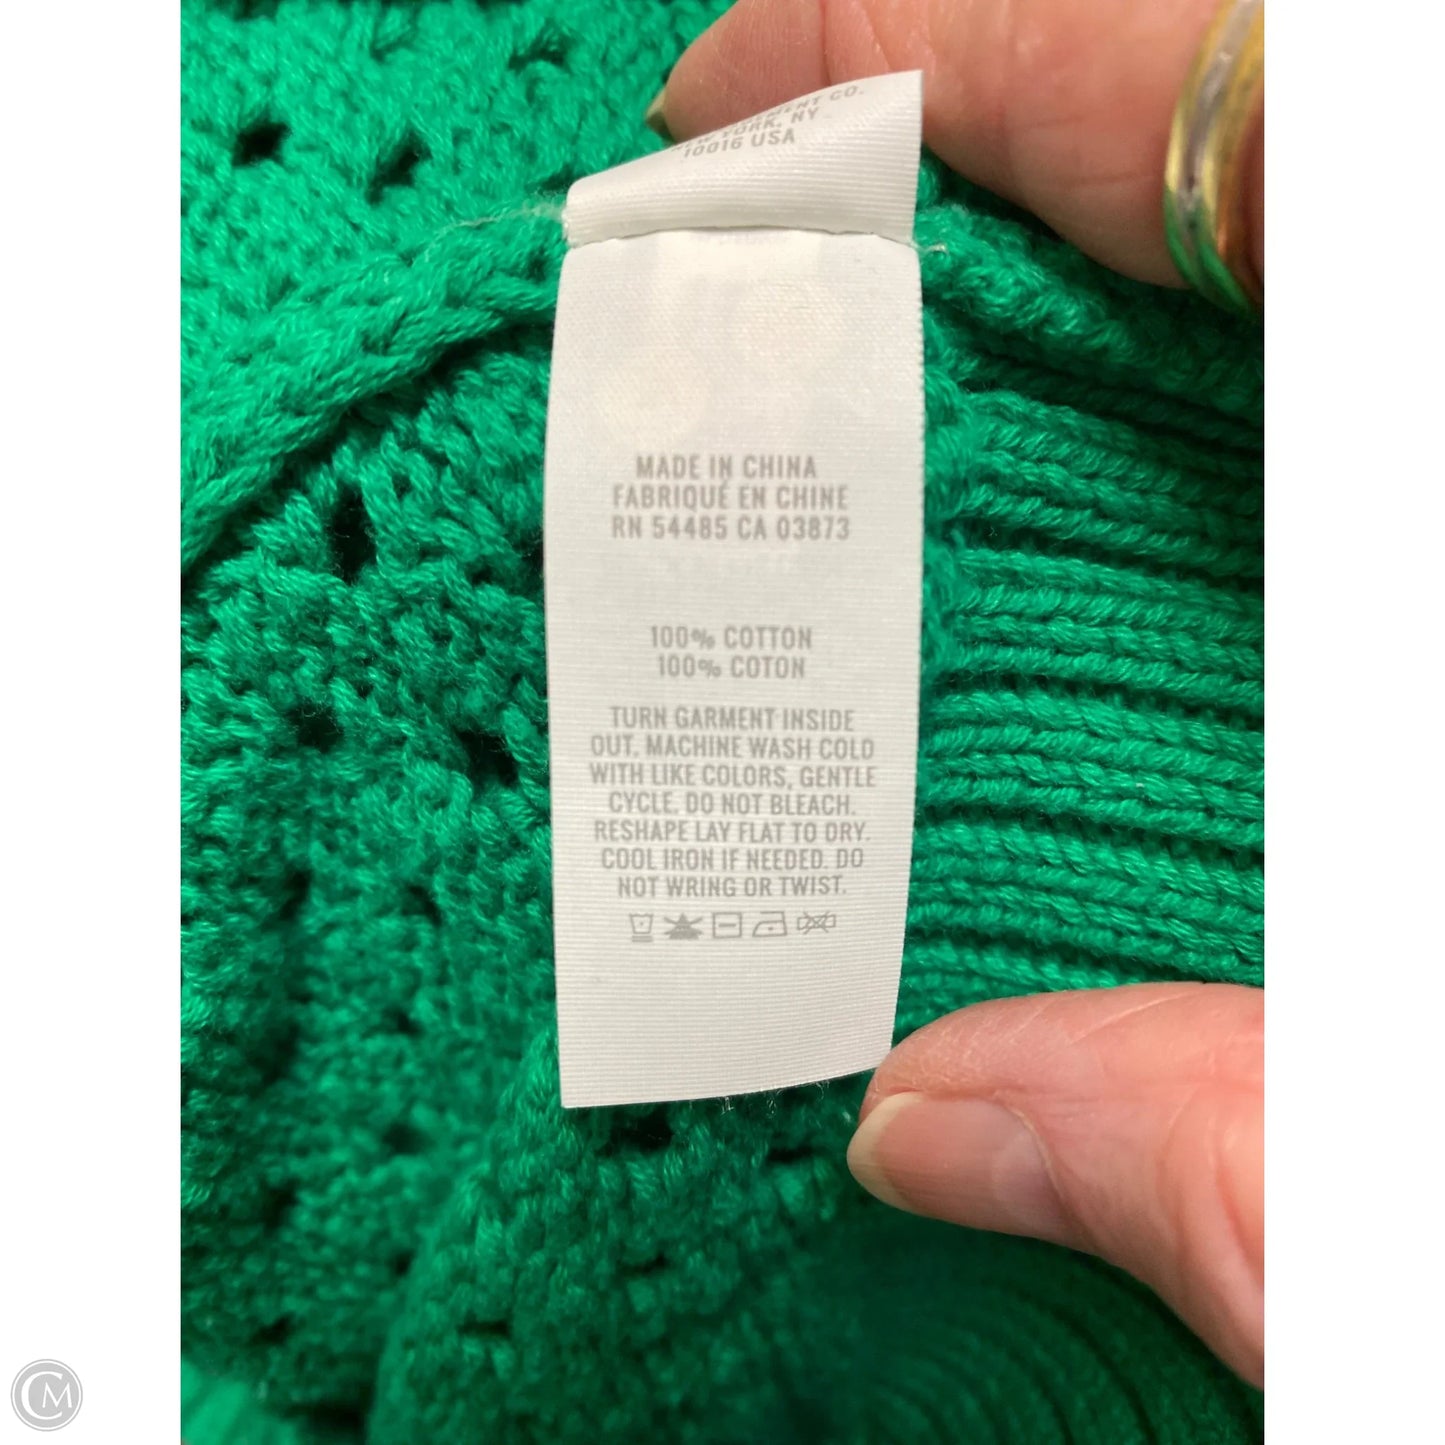 CO.
NEW YORK, NY
10016 USA
MADE IN CHINA
FABRIQUÉ EN CHINE
RN 54485 CA 03873
100% COTTON
100% COTON
TURN GARMENT INSIDE
OUT. MACHINE WASH COLD
WITH LIKE COLORS, GENTLE
CYCLE. DO NOT BLEACH.
RESHAPE LAY FLAT TO DRY.
COOL IRON IF NEEDED. DO
NOT WRING OR TWIST.
CM